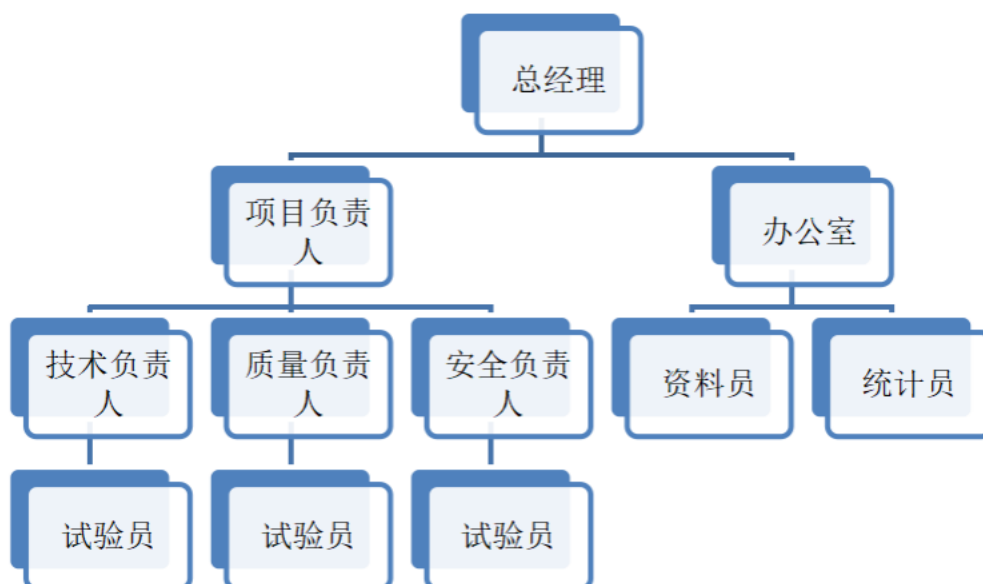 总经理
项目负责
人
办公室
技术负责
人
质量负责
人
安全负责
人
资料员
统计员
试验员
试验员
试验员